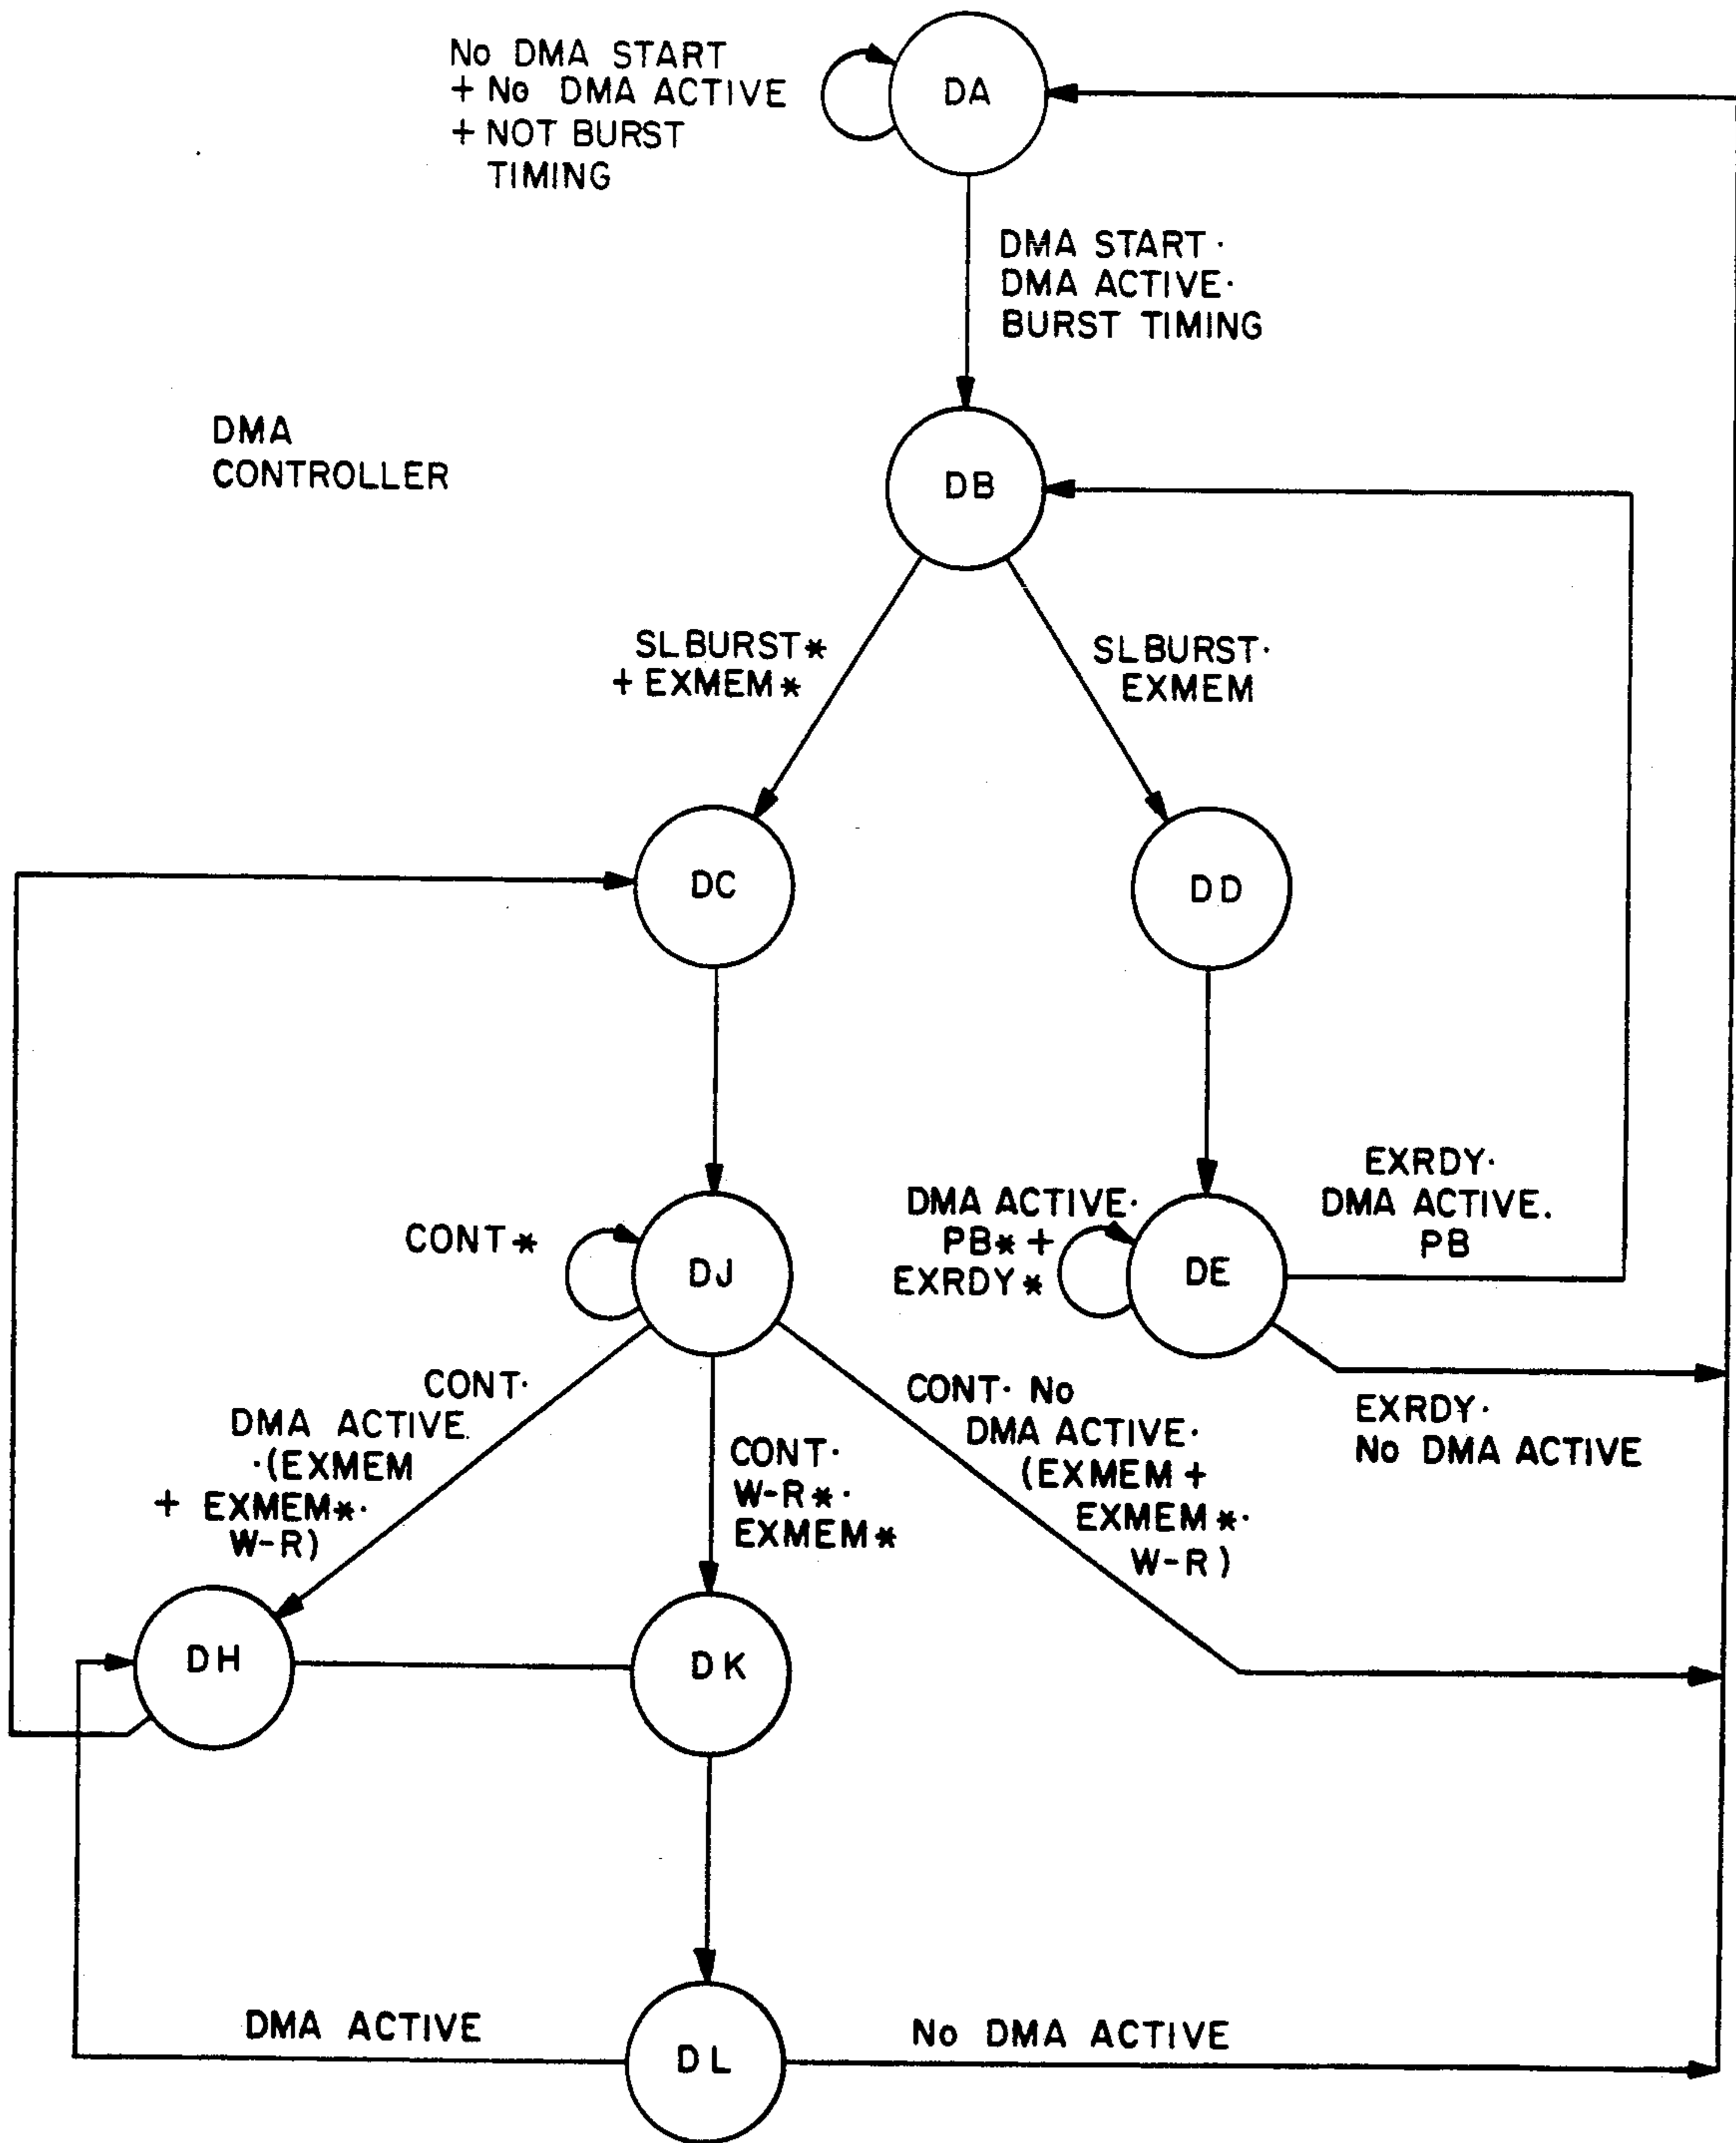 No DMA START
+ No DMA ACTIVE
+ NOT BURST
TIMING
DA
DMA START·
DMA ACTIVE·
BURST TIMING
DMA
CONTROLLER
DB
SLBURST*
+ EXMEM*
SLBURST·
EXMEM
DC
DD
CONT*
DJ
DMA ACTIVE·
PB* +
EXRDY*
DE
EXRDY·
DMA ACTIVE.
PB
CONT·
DMA ACTIVE.
·(EXMEM
+ EXMEM*·
W-R)
CONT·
W-R*·
EXMEM*
CONT· No
DMA ACTIVE·
(EXMEM +
EXMEM*·
W-R)
EXRDY·
No DMA ACTIVE
DH
DK
DMA ACTIVE
DL
No DMA ACTIVE